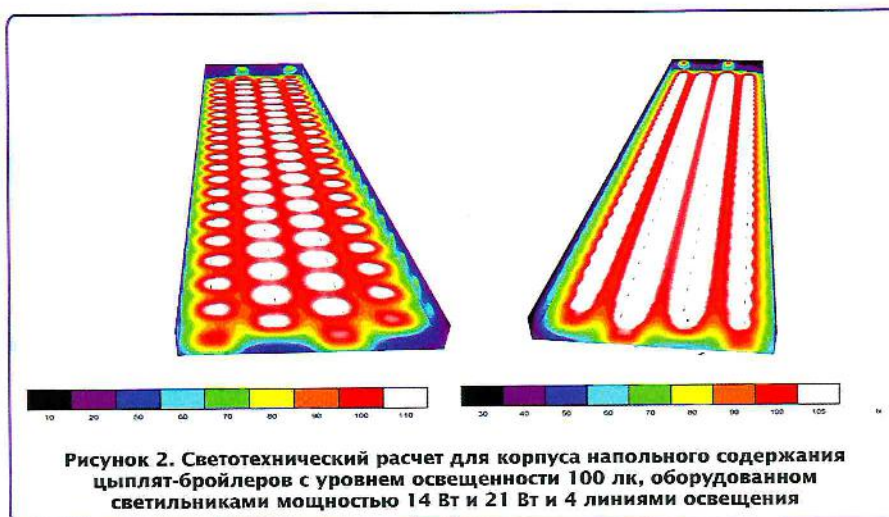 10 20 50 60 70 80 90 100 110
30 40 50 60 70 80 90 100 105
Рисунок 2. Светотехнический расчет для корпуса напольного содержания
цыплят-бройлеров с уровнем освещенности 100 лк, оборудованном
светильниками мощностью 14 Вт и 21 Вт и 4 линиями освещения